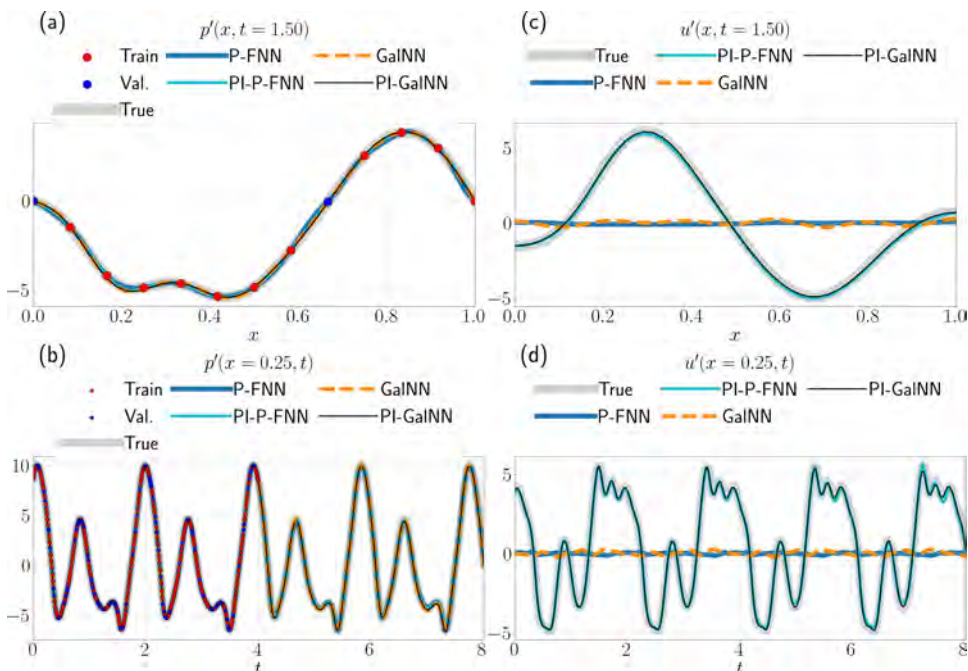 (a)
p′(x, t = 1.50)
Train P-FNN GalNN
Val. PI-P-FNN PI-GalNN
True
0
−5
0.0 0.2 0.4 0.6 0.8 1.0
x
(c)
u′(x, t = 1.50)
True PI-P-FNN PI-GalNN
P-FNN GalNN
5
0
−5
0.0 0.2 0.4 0.6 0.8 1.0
x
(b)
p′(x = 0.25, t)
Train P-FNN GalNN
Val. PI-P-FNN PI-GalNN
True
10
5
0
−5
0 2 4 6 8
t
(d)
u′(x = 0.25, t)
True PI-P-FNN PI-GalNN
P-FNN GalNN
5
0
−5
0 2 4 6 8
t